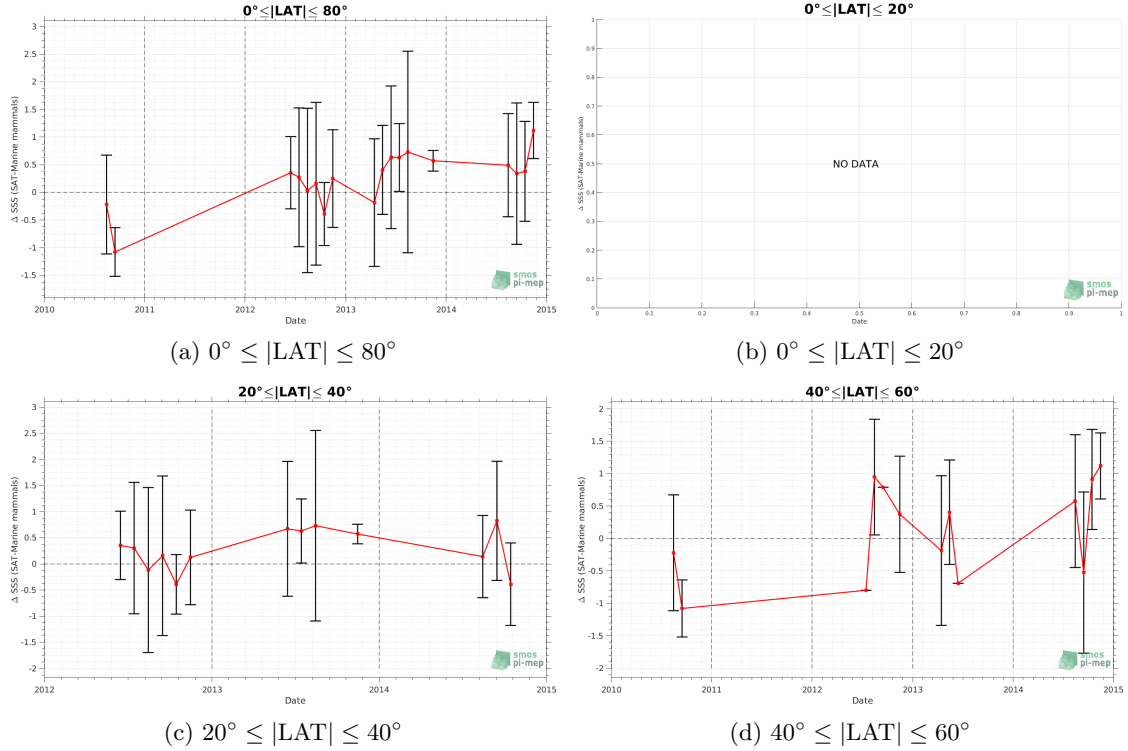 0°≤|LAT|≤ 80°
Δ SSS (SAT-Marine mammals)
3
2.5
2
1.5
1
0.5
0
-0.5
-1
-1.5
2010 2011 2012 2013 2014 2015
Date
smos
pi-mep
(a) 0° ≤ |LAT| ≤ 80°
0°≤|LAT|≤ 20°
Δ SSS (SAT-Marine mammals)
1
0.9
0.8
0.7
0.6
0.5
0.4
0.3
0.2
0.1
0
NO DATA
0 0.1 0.2 0.3 0.4 0.5 0.6 0.7 0.8 0.9 1
Date
smos
pi-mep
(b) 0° ≤ |LAT| ≤ 20°
20°≤|LAT|≤ 40°
Δ SSS (SAT-Marine mammals)
3
2.5
2
1.5
1
0.5
0
-0.5
-1
-1.5
-2
2012 2013 2014 2015
Date
smos
pi-mep
(c) 20° ≤ |LAT| ≤ 40°
40°≤|LAT|≤ 60°
Δ SSS (SAT-Marine mammals)
2
1.5
1
0.5
0
-0.5
-1
-1.5
-2
2010 2011 2012 2013 2014 2015
Date
smos
pi-mep
(d) 40° ≤ |LAT| ≤ 60°